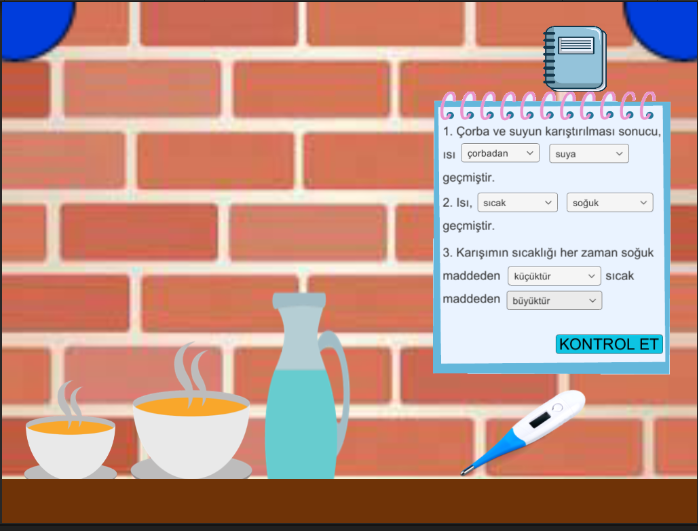 1. Çorba ve suyun karıştırılması sonucu,
ısı çorbadan suya
geçmiştir.
2. Isı, sıcak soğuk
geçmiştir.
3. Karışımın sıcaklığı her zaman soğuk
maddeden küçüktür sıcak
maddeden büyüktür
KONTROL ET